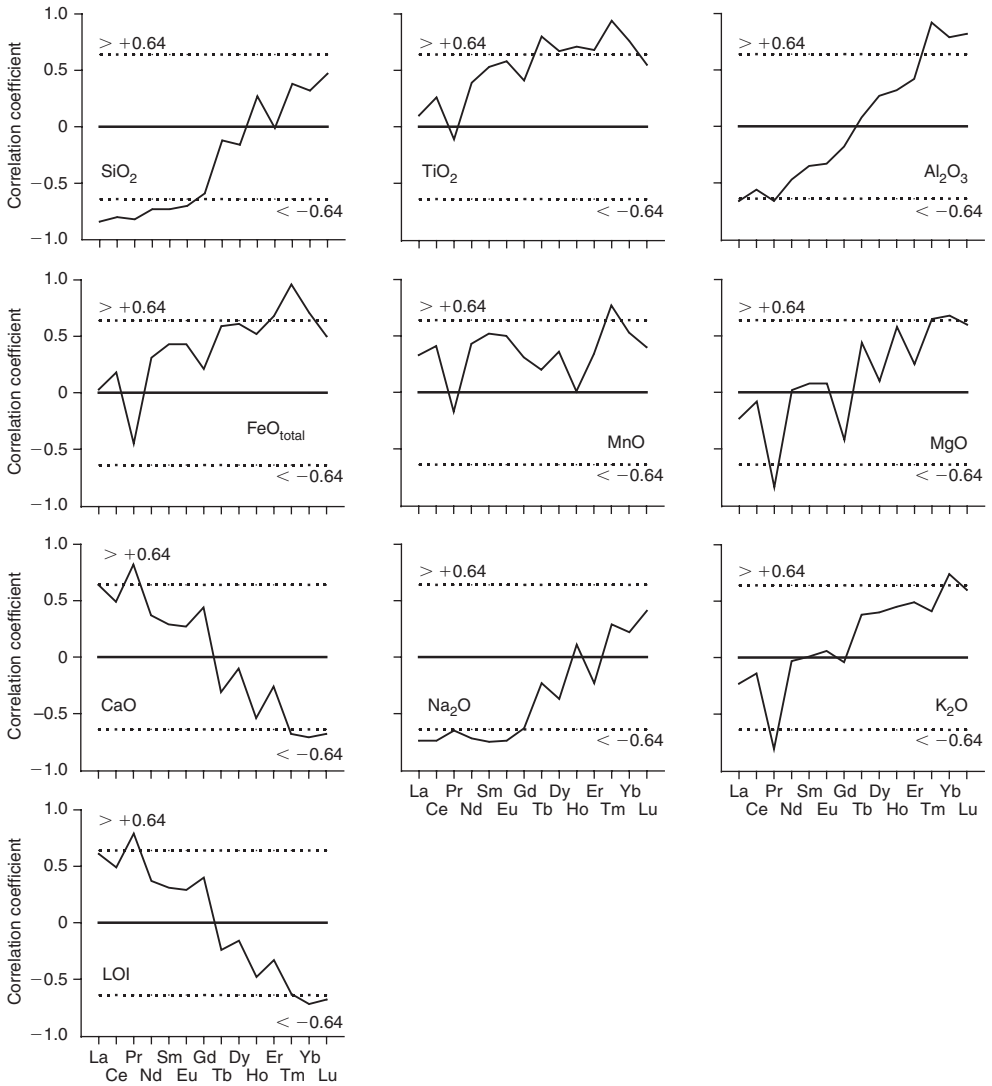 Correlation coefficient
1.0
0.5
0
−0.5
−1.0
> +0.64
SiO2
< −0.64
> +0.64
TiO2
< −0.64
> +0.64
Al2O3
< −0.64
Correlation coefficient
1.0
0.5
0
−0.5
−1.0
> +0.64
FeOtotal
< −0.64
> +0.64
MnO
< −0.64
> +0.64
MgO
< −0.64
Correlation coefficient
1.0
0.5
0
−0.5
−1.0
> +0.64
CaO
< −0.64
> +0.64
Na2O
< −0.64
La Pr Sm Gd Dy Er Yb
Ce Nd Eu Tb Ho Tm Lu
> +0.64
K2O
< −0.64
La Pr Sm Gd Dy Er Yb
Ce Nd Eu Tb Ho Tm Lu
Correlation coefficient
1.0
0.5
0
−0.5
−1.0
> +0.64
LOI
< −0.64
La Pr Sm Gd Dy Er Yb
Ce Nd Eu Tb Ho Tm Lu